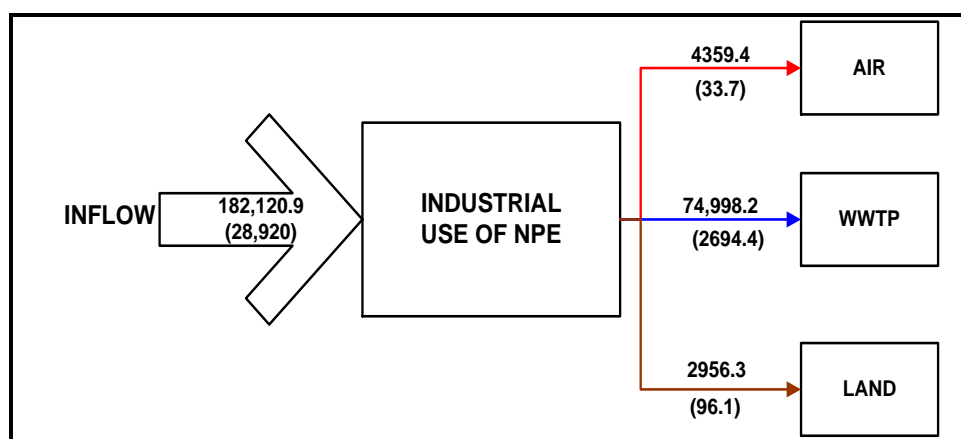 INFLOW
182,120.9
(28,920)
INDUSTRIAL
USE OF NPE
4359.4
(33.7)
AIR
74,998.2
(2694.4)
WWTP
2956.3
(96.1)
LAND